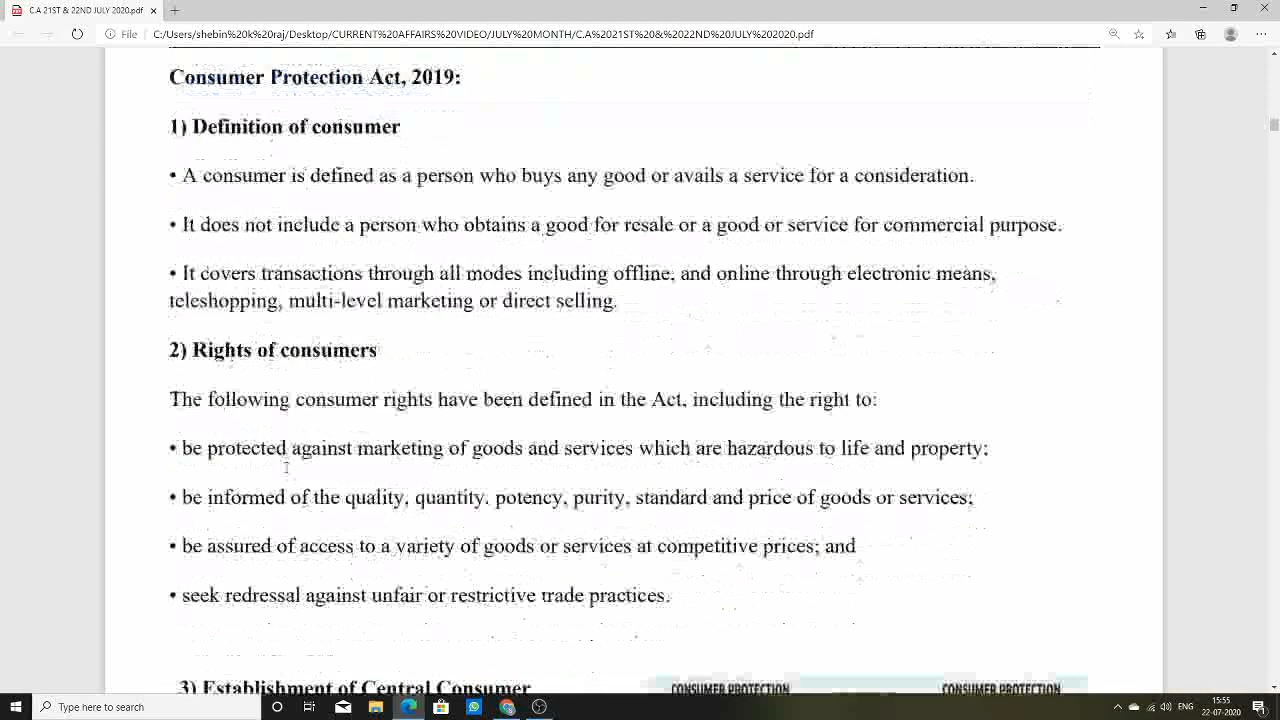 C.A 21ST & 22ND JULY 2020.pdf
File
C:/Users/shebin%20k%20raj/Desktop/CURRENT%20AFFAIRS%20VIDEO/JULY%20MONTH/C.A%2021ST%20&%2022ND%20JULY%202020.pdf
Consumer Protection Act, 2019:
1) Definition of consumer
• A consumer is defined as a person who buys any good or avails a service for a consideration.
• It does not include a person who obtains a good for resale or a good or service for commercial purpose.
• It covers transactions through all modes including offline, and online through electronic means,
teleshopping, multi-level marketing or direct selling.
2) Rights of consumers
The following consumer rights have been defined in the Act, including the right to:
• be protected against marketing of goods and services which are hazardous to life and property;
• be informed of the quality, quantity, potency, purity, standard and price of goods or services;
• be assured of access to a variety of goods or services at competitive prices; and
• seek redressal against unfair or restrictive trade practices.
3) Establishment of Central Consumer
CONSUMER PROTECTION CONSUMER PROTECTION
Type here to search
ENG
15:55
22-07-2020